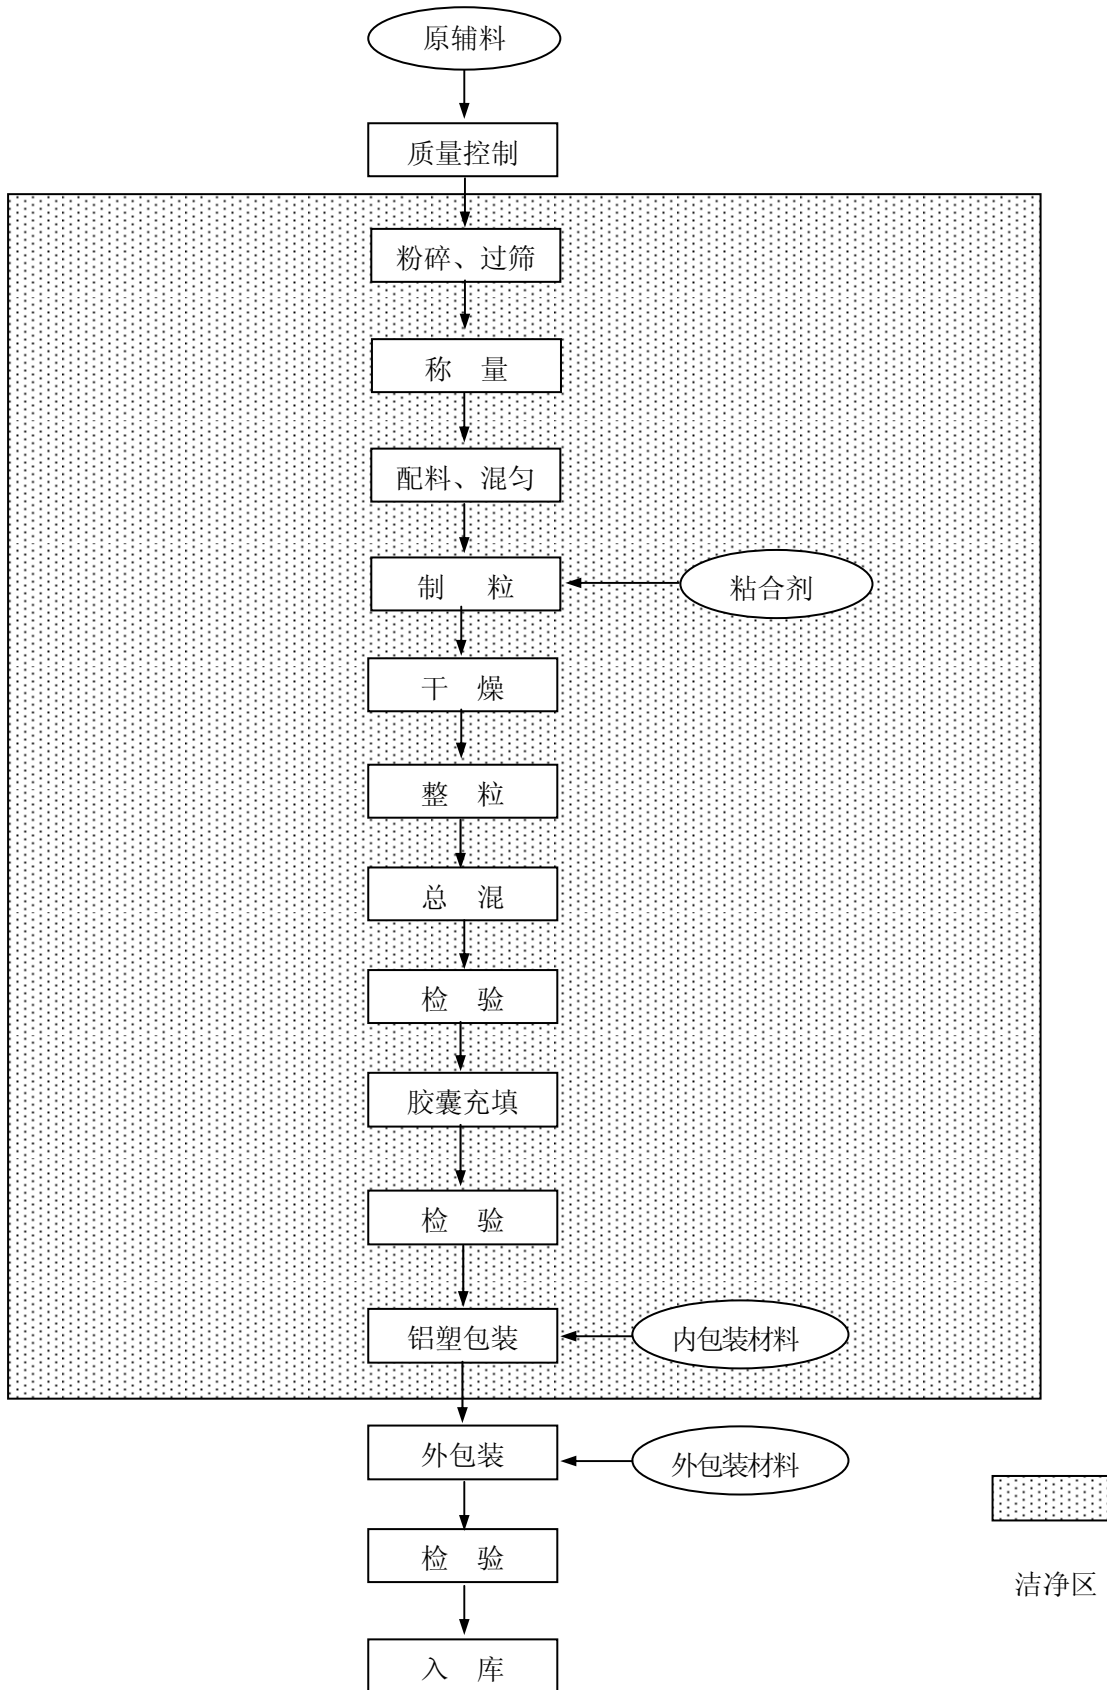 原辅料
质量控制
粉碎、过筛
称 量
配料、混匀
制 粒
粘合剂
干 燥
整 粒
总 混
检 验
胶囊充填
检 验
铝塑包装
内包装材料
外包装
外包装材料
检 验
洁净区
入 库